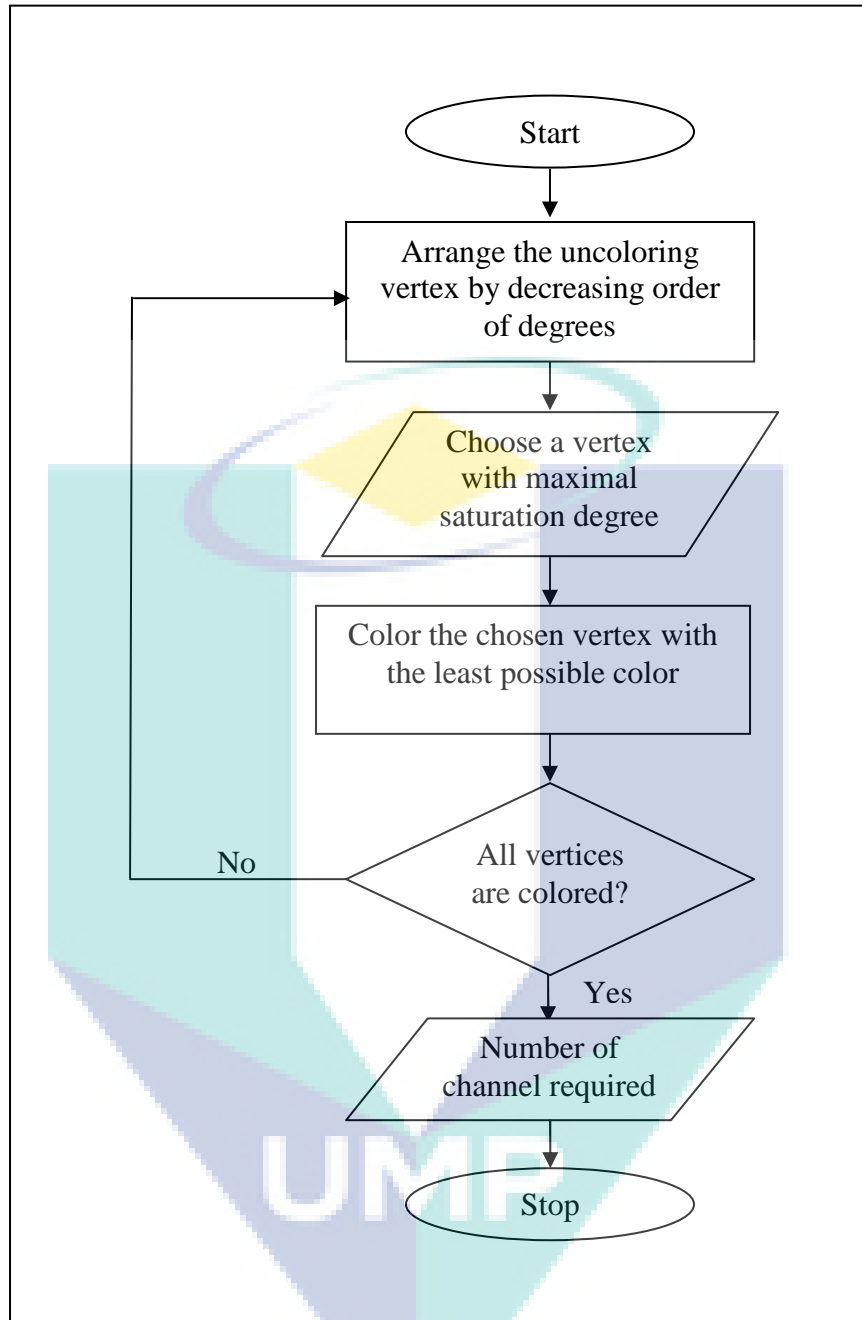 Start
Arrange the uncoloring
vertex by decreasing order
of degrees
Choose a vertex
with maximal
saturation degree
Color the chosen vertex with
the least possible color
All vertices
are colored?
No
Yes
Number of
channel required
UMP
Stop